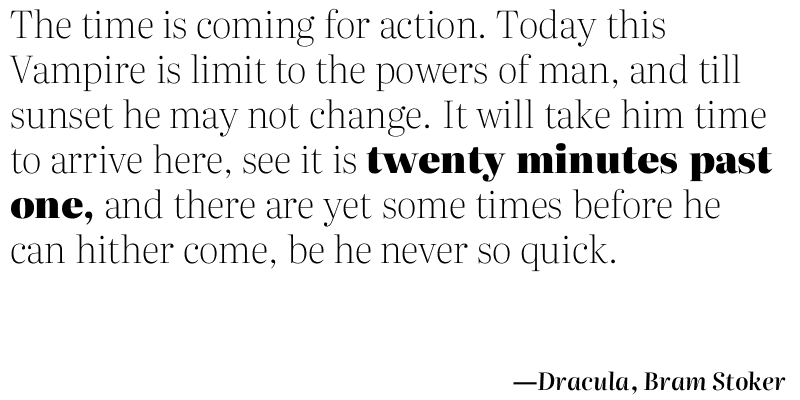 The time is coming for action. Today this
Vampire is limit to the powers of man, and till
sunset he may not change. It will take him time
to arrive here, see it is twenty minutes past
one, and there are yet some times before he
can hither come, be he never so quick.
—Dracula, Bram Stoker